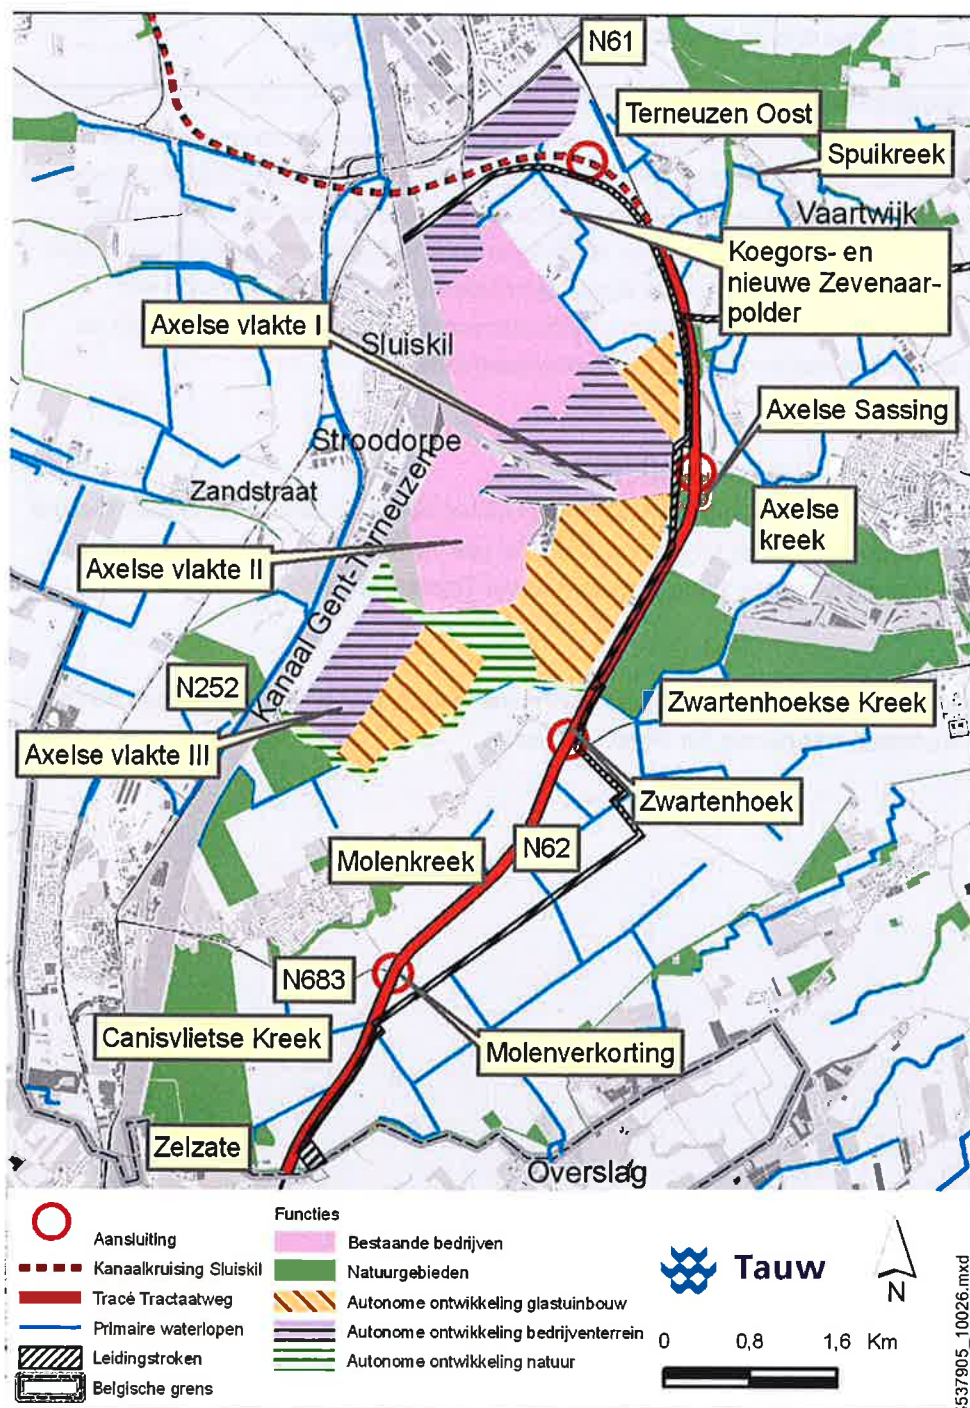 N61
Terneuzen Oost
Spuikreek
Vaartwijk
Koegors- en
nieuwe Zevenaar-
polder
Axelse vlakte I
Sluiskil
Axelse Sassing
Stroodorpe
Zandstraat
Axelse
kreek
Axelse vlakte II
Kanaal Gent-Terneuzen
N252
Zwartenhoekse Kreek
Axelse vlakte III
Zwartenhoek
N62
Molenkreek
N683
Canisvlietse Kreek
Molenverkorting
Zelzate
Overslag
Aansluiting
Kanaalkruising Sluiskil
Tracé Tractaatweg
Primaire waterlopen
Leidingstroken
Belgische grens
Functies
Bestaande bedrijven
Natuurgebieden
Autonome ontwikkeling glastuinbouw
Autonome ontwikkeling bedrijventerrein
Autonome ontwikkeling natuur
Tauw
N
0 0,8 1,6 Km
537905_10026.mxd